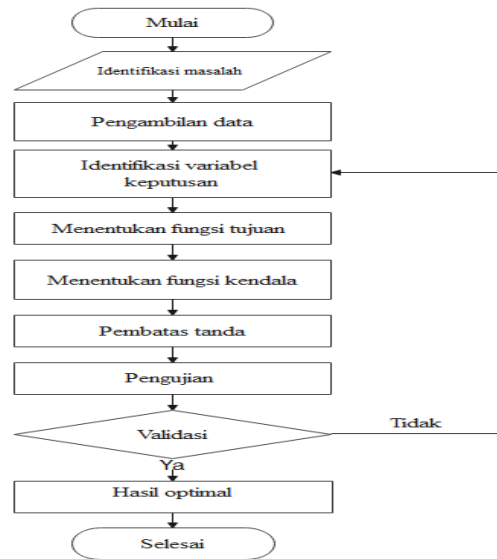 Mulai
Identifikasi masalah
Pengambilan data
Identifikasi variabel
keputusan
Menentukan fungsi tujuan
Menentukan fungsi kendala
Pembatas tanda
Pengujian
Validasi
Tidak
Ya
Hasil optimal
Selesai